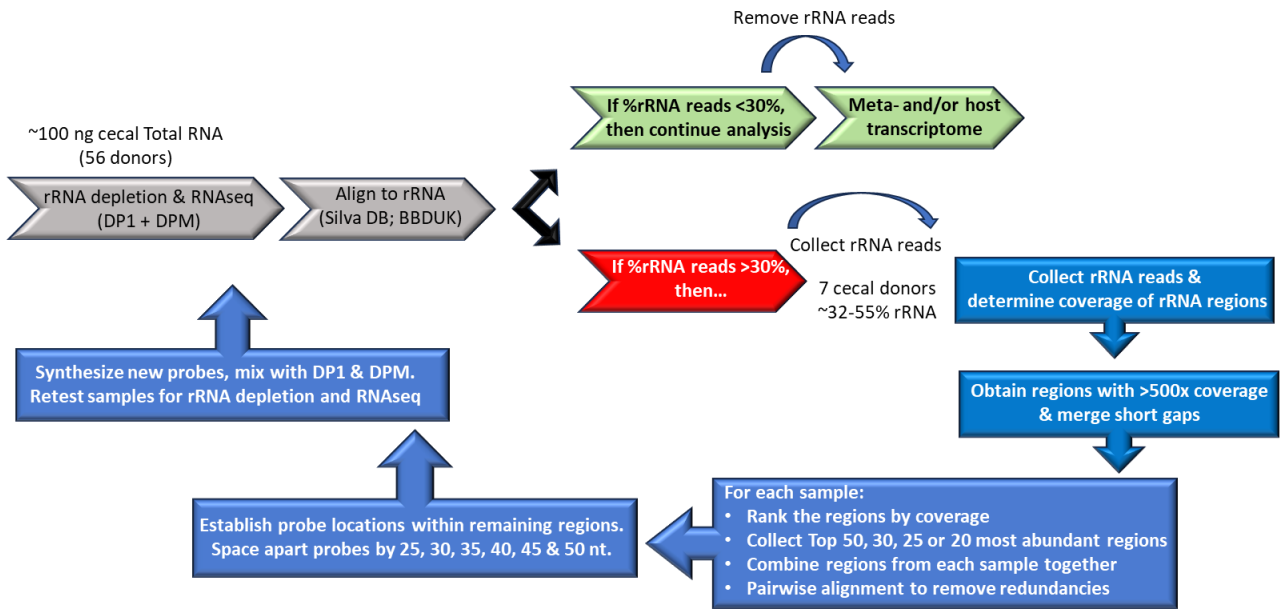 Remove rRNA reads
If %rRNA reads <30%,
then continue analysis
Meta- and/or host
transcriptome
~100 ng cecal Total RNA
(56 donors)
rRNA depletion & RNAseq
(DP1 + DPM)
Align to rRNA
(Silva DB; BBDUK)
If %rRNA reads >30%,
then...
Collect rRNA reads
7 cecal donors
~32-55% rRNA
Collect rRNA reads &
determine coverage of rRNA regions
Obtain regions with >500x coverage
& merge short gaps
For each sample:
• Rank the regions by coverage
• Collect Top 50, 30, 25 or 20 most abundant regions
• Combine regions from each sample together
• Pairwise alignment to remove redundancies
Establish probe locations within remaining regions.
Space apart probes by 25, 30, 35, 40, 45 & 50 nt.
Synthesize new probes, mix with DP1 & DPM.
Retest samples for rRNA depletion and RNAseq